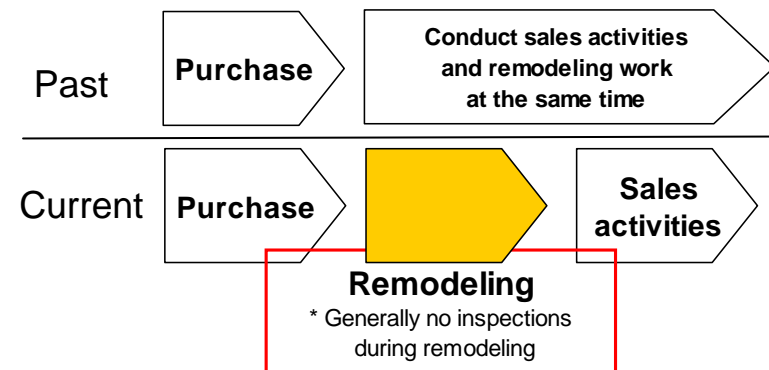 Past
Purchase
Conduct sales activities
and remodeling work
at the same time
Current
Purchase
Sales
activities
Remodeling
* Generally no inspections
during remodeling